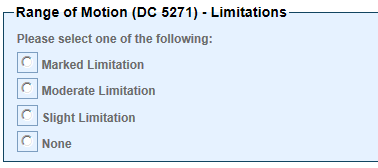 Range of Motion (DC 5271) - Limitations
Please select one of the following:
Marked Limitation
Moderate Limitation
Slight Limitation
None